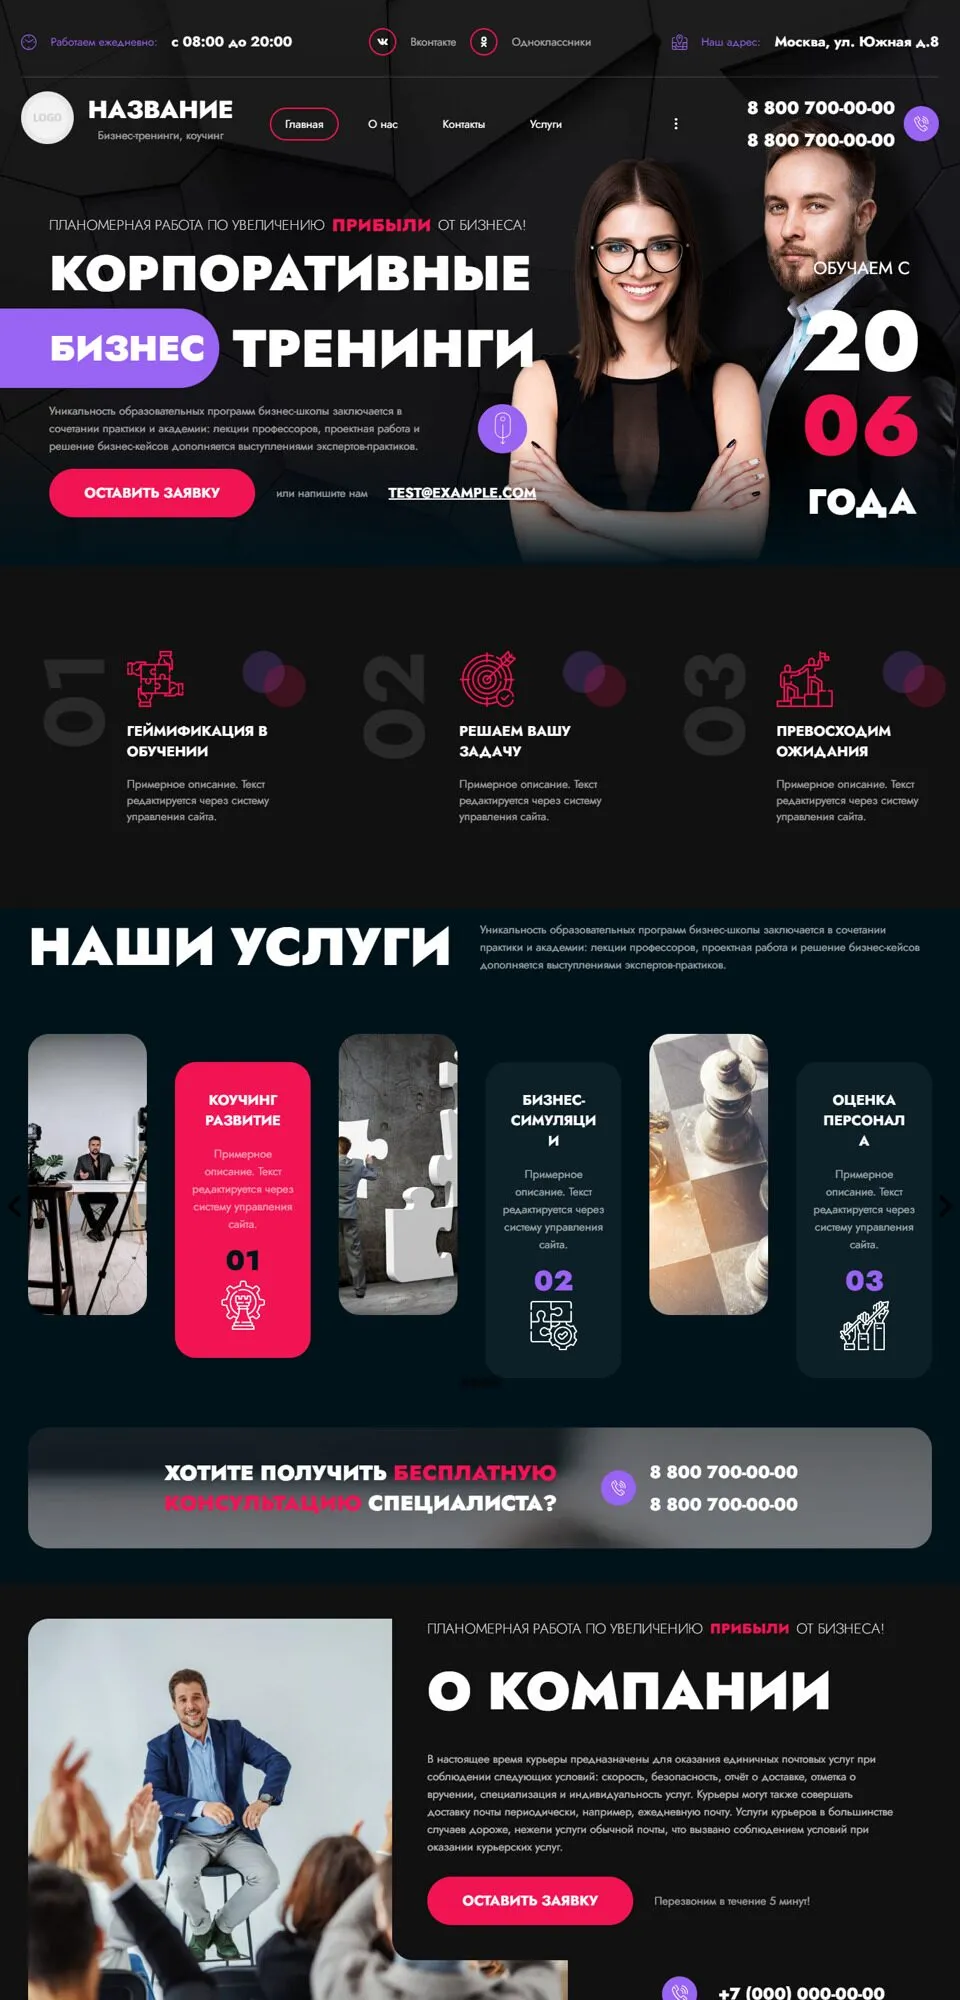 Работаем ежедневно: с 08:00 до 20:00
Вконтакте Одноклассники
Наш адрес: Москва, ул. Южная д.8
LOGO
НАЗВАНИЕ
Бизнес-тренинги, коучинг
Главная О нас Контакты Услуги
8 800 700-00-00
8 800 700-00-00
ПЛАНОМЕРНАЯ РАБОТА ПО УВЕЛИЧЕНИЮ ПРИБЫЛИ ОТ БИЗНЕСА!
КОРПОРАТИВНЫЕ
БИЗНЕС ТРЕНИНГИ
Уникальность образовательных программ бизнес-школы заключается в
сочетании практики и академии: лекции профессоров, проектная работа и
решение бизнес-кейсов дополняется выступлениями экспертов-практиков.
ОСТАВИТЬ ЗАЯВКУ или напишите нам TEST@EXAMPLE.COM
ОБУЧАЕМ С
20
06
ГОДА
01
ГЕЙМИФИКАЦИЯ В
ОБУЧЕНИИ
Примерное описание. Текст
редактируется через систему
управления сайта.
02
РЕШАЕМ ВАШУ
ЗАДАЧУ
Примерное описание. Текст
редактируется через систему
управления сайта.
03
ПРЕВОСХОДИМ
ОЖИДАНИЯ
Примерное описание. Текст
редактируется через систему
управления сайта.
НАШИ УСЛУГИ
Уникальность образовательных программ бизнес-школы заключается в сочетании
практики и академии: лекции профессоров, проектная работа и решение бизнес-кейсов
дополняется выступлениями экспертов-практиков.
КОУЧИНГ
РАЗВИТИЕ
Примерное
описание. Текст
редактируется через
систему управления
сайта.
01
БИЗНЕС-
СИМУЛЯЦИ
И
Примерное
описание. Текст
редактируется через
систему управления
сайта.
02
ОЦЕНКА
ПЕРСОНАЛ
А
Примерное
описание. Текст
редактируется через
систему управления
сайта.
03
ХОТИТЕ ПОЛУЧИТЬ БЕСПЛАТНУЮ
КОНСУЛЬТАЦИЮ СПЕЦИАЛИСТА?
8 800 700-00-00
8 800 700-00-00
ПЛАНОМЕРНАЯ РАБОТА ПО УВЕЛИЧЕНИЮ ПРИБЫЛИ ОТ БИЗНЕСА!
О КОМПАНИИ
В настоящее время курьеры предназначены для оказания единичных почтовых услуг при
соблюдении следующих условий: скорость, безопасность, отчёт о доставке, отметка о
вручении, специализация и индивидуальность услуг. Курьеры могут также совершать
доставку почты периодически, например, ежедневную почту. Услуги курьеров в большинстве
случаев дороже, нежели услуги обычной почты, что вызвано соблюдением условий при
оказании курьерских услуг.
ОСТАВИТЬ ЗАЯВКУ Перезвоним в течение 5 минут!
+7 (000) 000-00-00